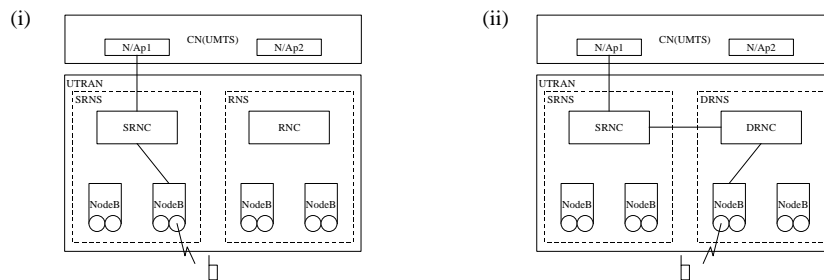 (i)
CN(UMTS)
N/Ap1
N/Ap2
UTRAN
SRNS
RNS
SRNC
RNC
NodeB
NodeB
NodeB
NodeB
(ii)
CN(UMTS)
N/Ap1
N/Ap2
UTRAN
SRNS
DRNS
SRNC
DRNC
NodeB
NodeB
NodeB
NodeB